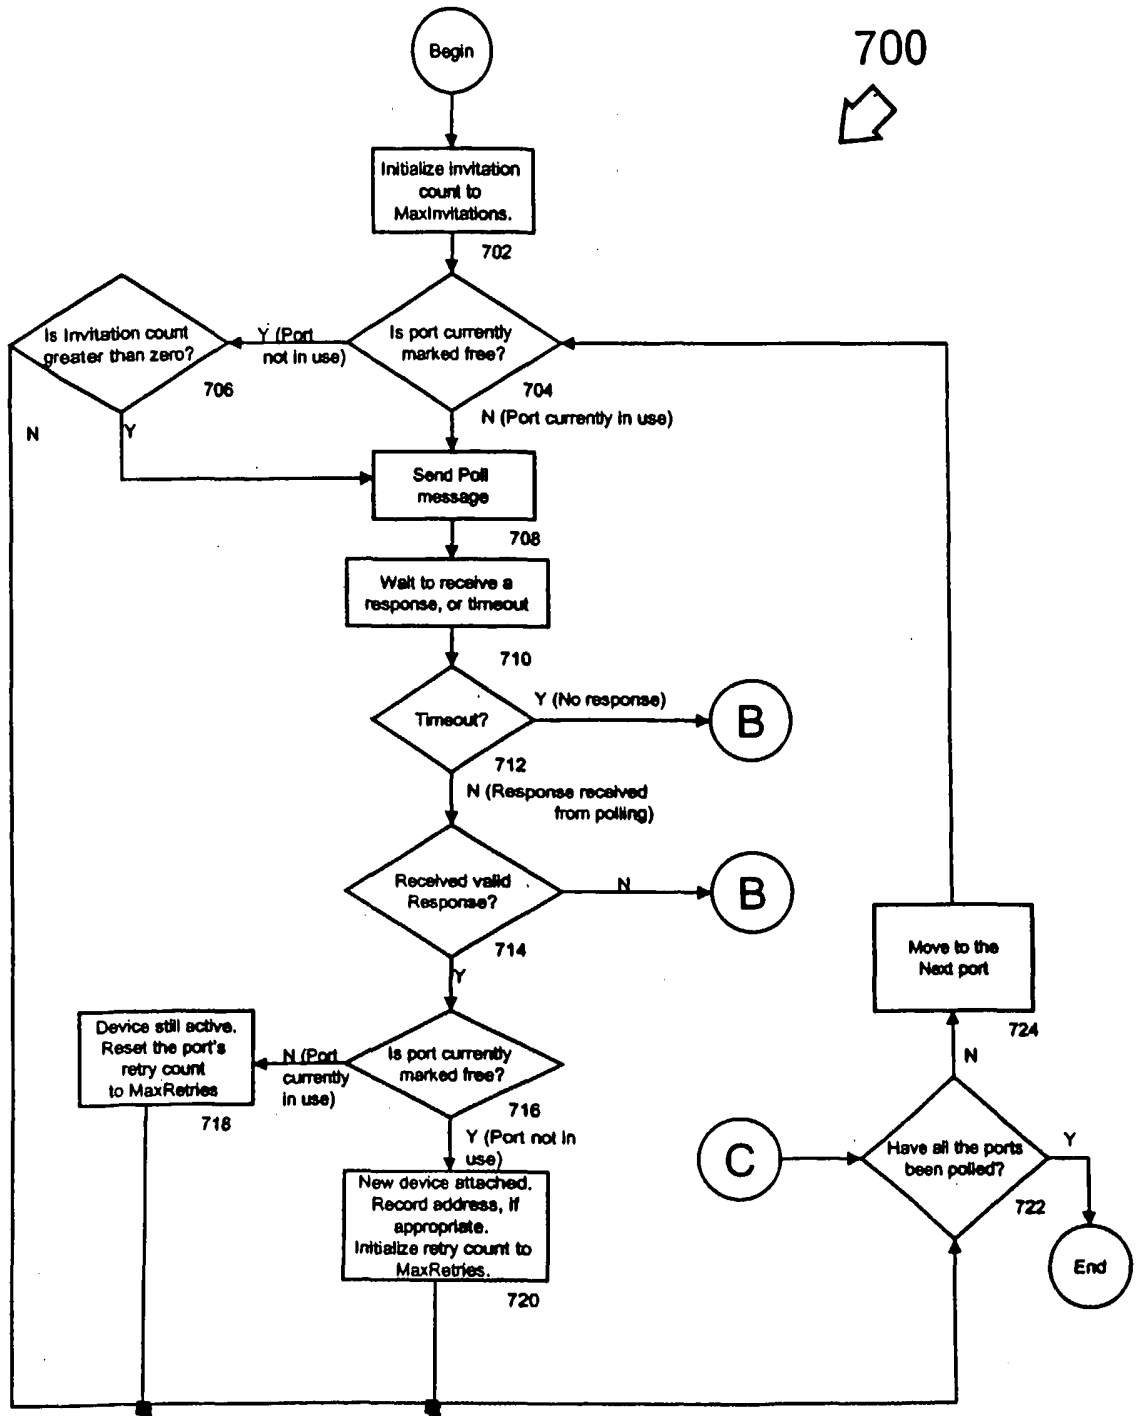 Begin
700
Initialize invitation
count to
MaxInvitations.
702
Is Invitation count
greater than zero?
706
Y (Port
not in use)
Is port currently
marked free?
704
N
Y
N (Port currently in use)
Send Poll
message
708
Wait to receive a
response, or timeout
710
Timeout?
712
Y (No response)
B
N (Response received
from polling)
Received valid
Response?
714
N
B
Y
Move to the
Next port
724
Device still active.
Reset the port's
retry count
to MaxRetries
718
N (Port
currently
in use)
Is port currently
marked free?
716
Y (Port not in
use)
New device attached.
Record address, if
appropriate.
Initialize retry count to
MaxRetries.
720
N
C
Have all the ports
been polled?
722
Y
End